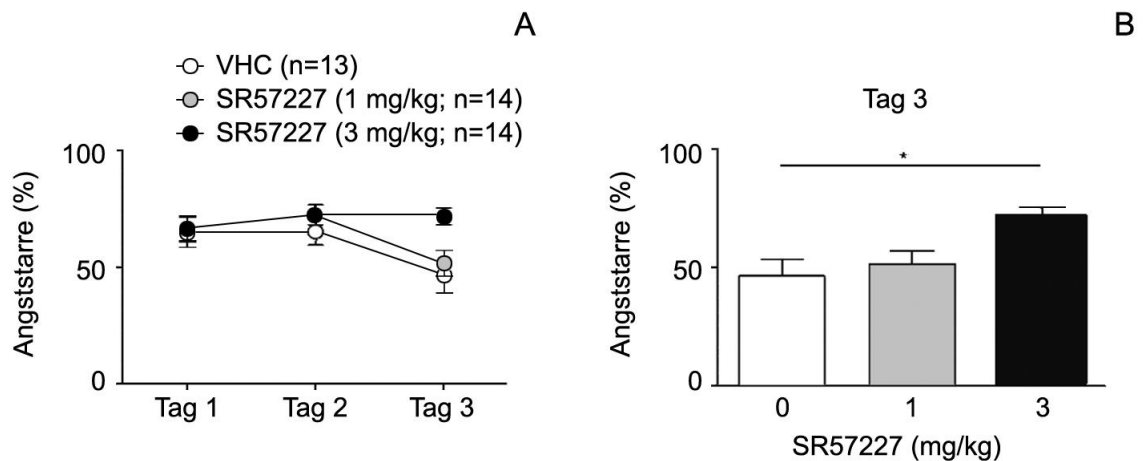 A
VHC (n=13)
SR57227 (1 mg/kg; n=14)
SR57227 (3 mg/kg; n=14)
100
50
0
Angststarre (%)
Tag 1 Tag 2 Tag 3
B
Tag 3
*
100
50
0
Angststarre (%)
0 1 3
SR57227 (mg/kg)